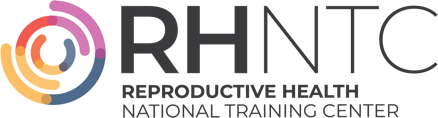 RHNTC
REPRODUCTIVE HEALTH
NATIONAL TRAINING CENTER